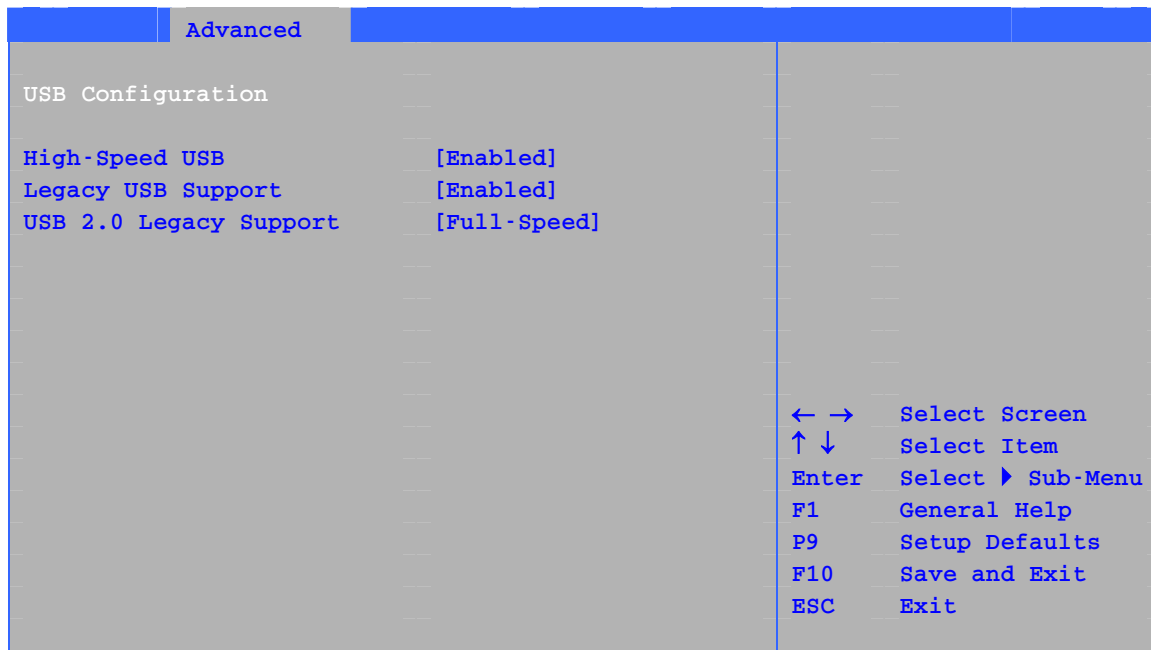 Advanced
USB Configuration
High-Speed USB [Enabled]
Legacy USB Support [Enabled]
USB 2.0 Legacy Support [Full-Speed]
← → Select Screen
↑ ↓ Select Item
Enter Select ▶ Sub-Menu
F1 General Help
P9 Setup Defaults
F10 Save and Exit
ESC Exit